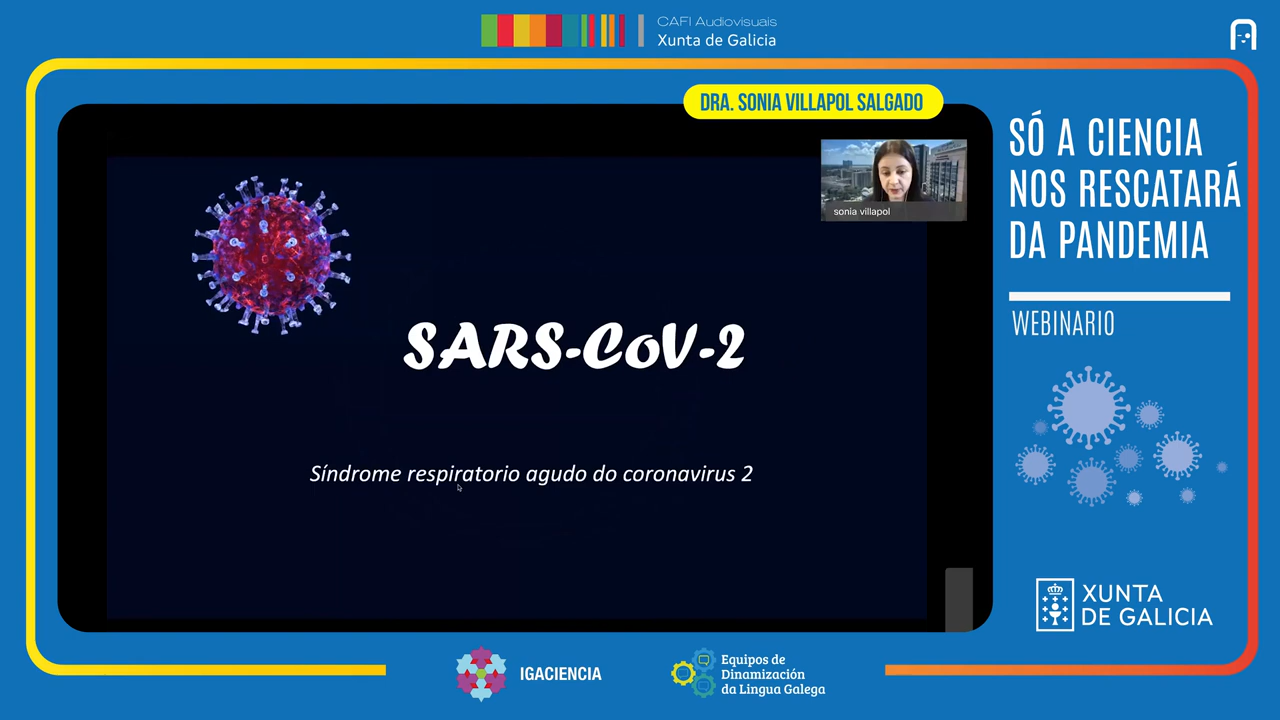 CAFI Audiovisuais
Xunta de Galicia
DRA. SONIA VILLAPOL SALGADO
sonia villapol
SARS-CoV-2
Síndrome respiratorio agudo do coronavirus 2
SÓ A CIENCIA
NOS RESCATARÁ
DA PANDEMIA
WEBINARIO
XUNTA
DE GALICIA
IGACIENCIA
Equipos de
Dinamización
da Lingua Galega